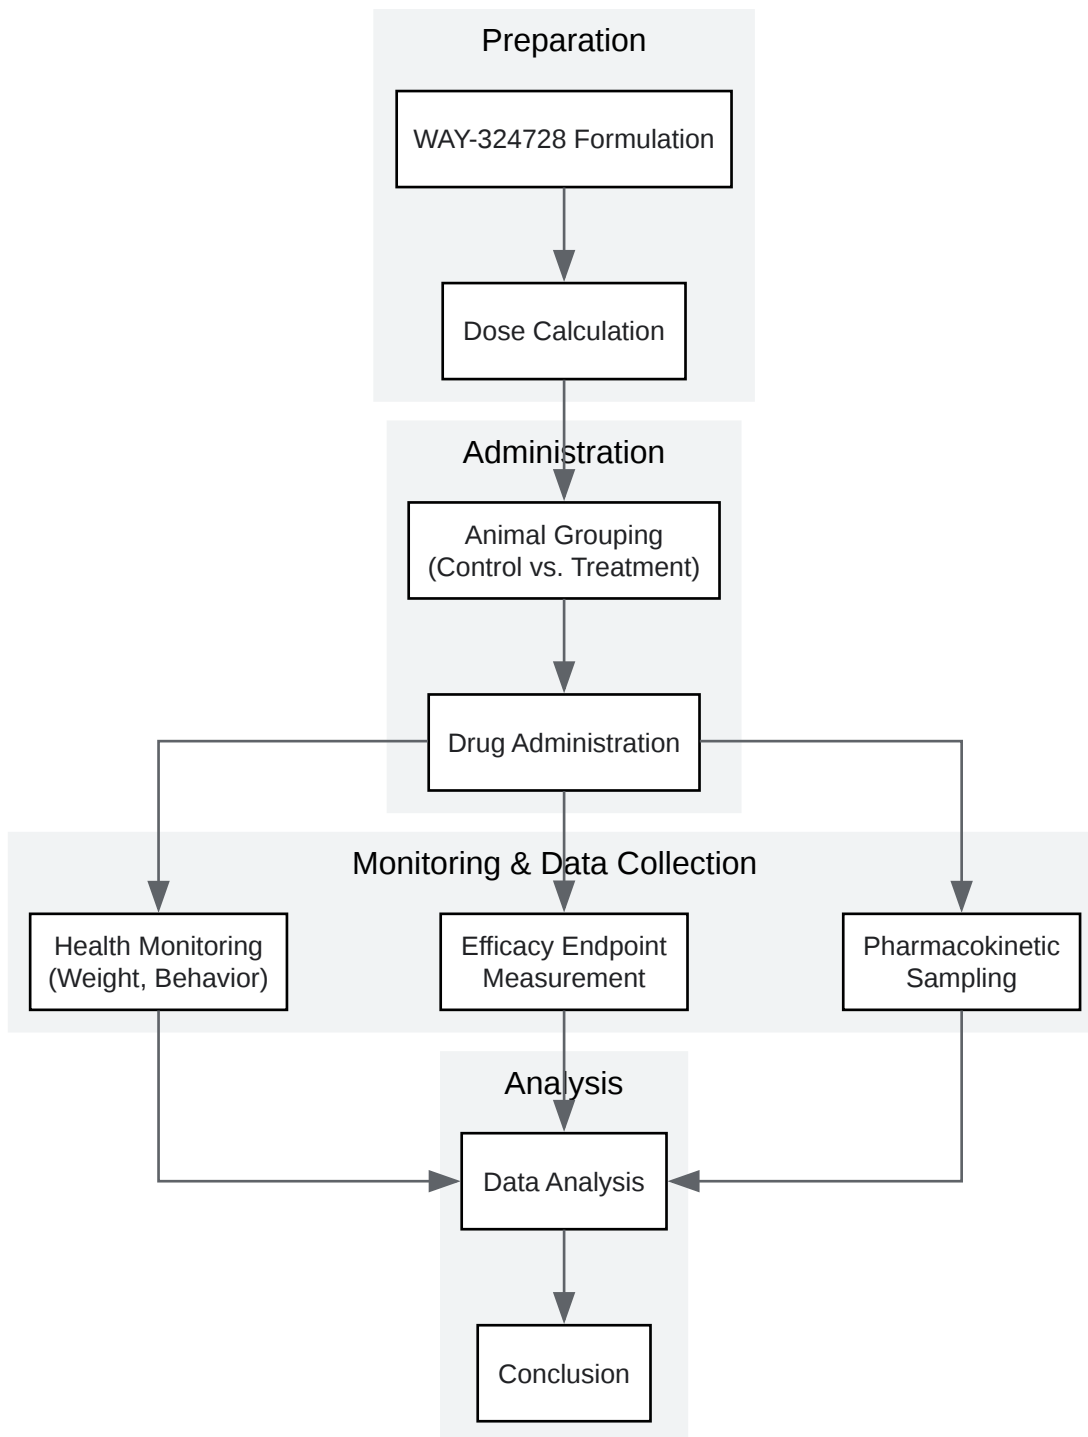 Preparation
WAY-324728 Formulation
Dose Calculation
Administration
Animal Grouping
(Control vs. Treatment)
Drug Administration
Monitoring & Data Collection
Health Monitoring
(Weight, Behavior)
Efficacy Endpoint
Measurement
Pharmacokinetic
Sampling
Analysis
Data Analysis
Conclusion